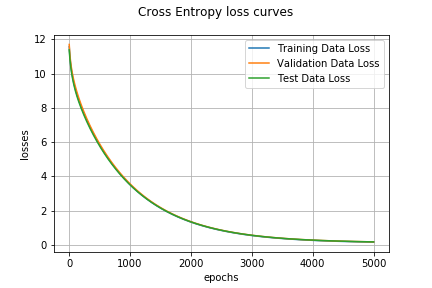 Cross Entropy loss curves
12
10
8
6
4
2
0
losses
Training Data Loss
Validation Data Loss
Test Data Loss
0 1000 2000 3000 4000 5000
epochs